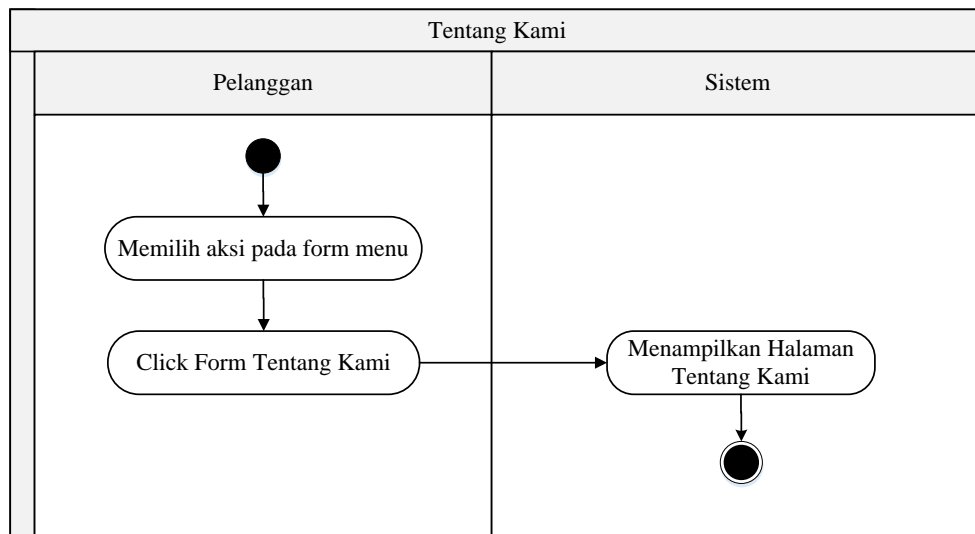 Tentang Kami
Pelanggan
Sistem
Memilih aksi pada form menu
Click Form Tentang Kami
Menampilkan Halaman
Tentang Kami